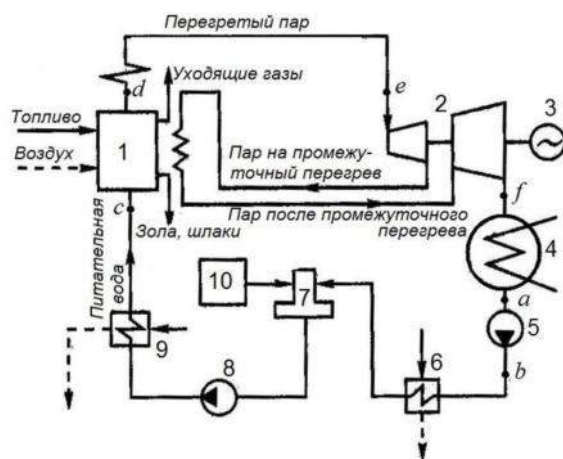 Перегретый пар
d
Уходящие газы
e
2
3
Топливо
1
Воздух
Пар на промежу-
точный перегрев
f
c
Пар после промежуточного
перегрева
Зола, шлаки
4
Питательная
вода
a
10
7
5
9
8
6
b